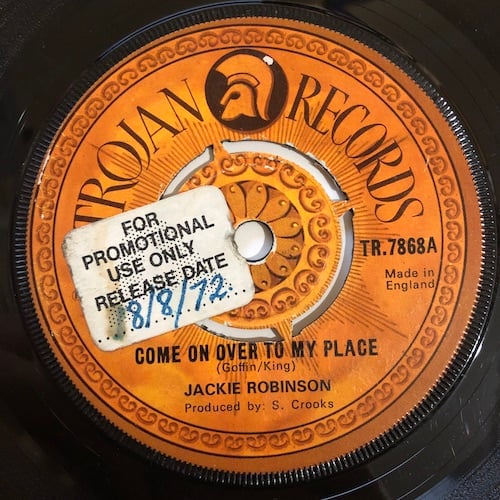 TROJAN RECORDS
FOR
PROMOTIONAL
USE ONLY
RELEASE DATE
8/8/72
TR.7868A
Made in
England
COME ON OVER TO MY PLACE
(Goffin/King)
JACKIE ROBINSON
Produced by: S. Crooks